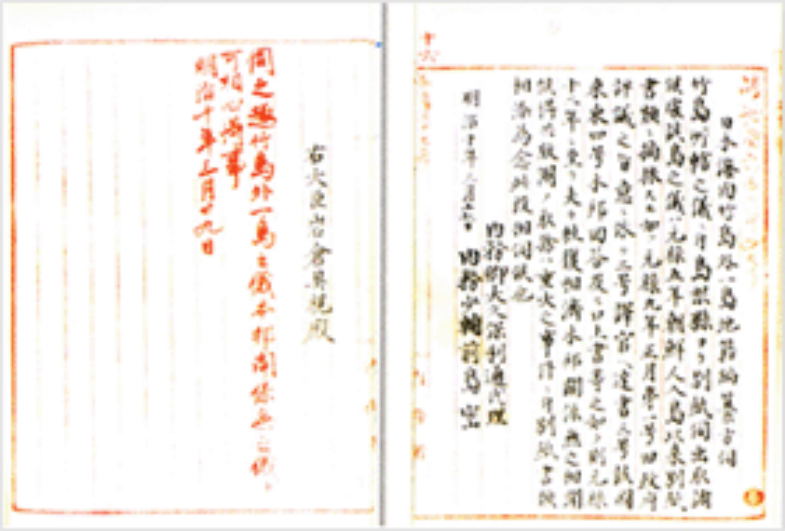 日本海内竹島外一島地籍編纂方伺
竹島所轄之儀ニ付島根縣ヨリ別紙伺出取調
候處該島之儀ハ元禄五年朝鮮人入島以来別紙
書類ニ摘採スル如ク元禄九年正月第一号旧政府
評議之旨意ニ依リ二号譯官ヘ達書三号該国
来柬四号本邦回答及ヒ口上書等之如ク則元禄
十二年ニ至リ夫々往復相濟本邦関係無之相聞
候得共版圖ノ取捨ハ重大之事件ニ付別紙書類
相添為念此段相伺候也
明治十年三月十七日
内務卿大久保利通代理
内務少輔前島密
右大臣岩倉具視殿
伺之趣竹島外一島之儀本邦関係無之儀ト
可相心得事
明治十年三月廿九日